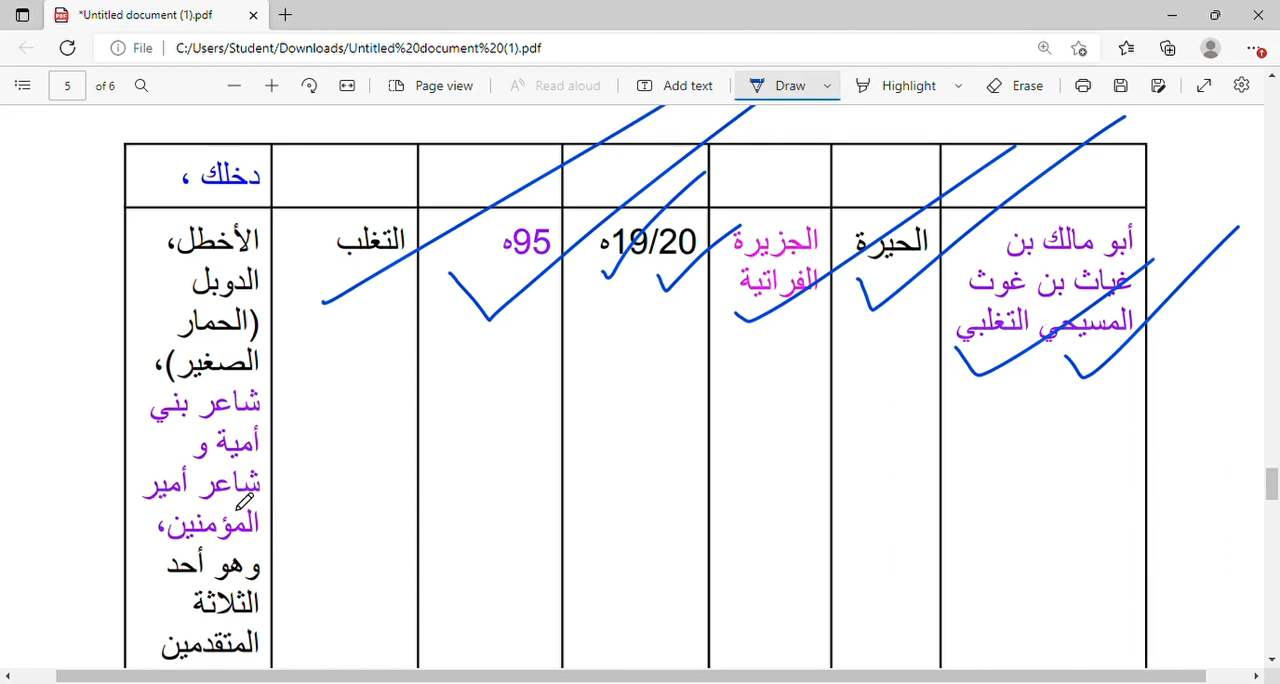 *Untitled document (1).pdf
File
C:/Users/Student/Downloads/Untitled%20document%20(1).pdf
5 of 6
Page view
Read aloud
Add text
Draw
Highlight
Erase
دخلك ،
أبو مالك بن
غياث بن غوث
المسيحي التغلبي
الحيرة
الجزيرة
الفراتية
19/20ه
95ه
التغلب
الأخطل،
الدوبل
(الحمار
الصغير)،
شاعر بني
أمية و
شاعر أمير
المؤمنين،
وهو أحد
الثلاثة
المتقدمين